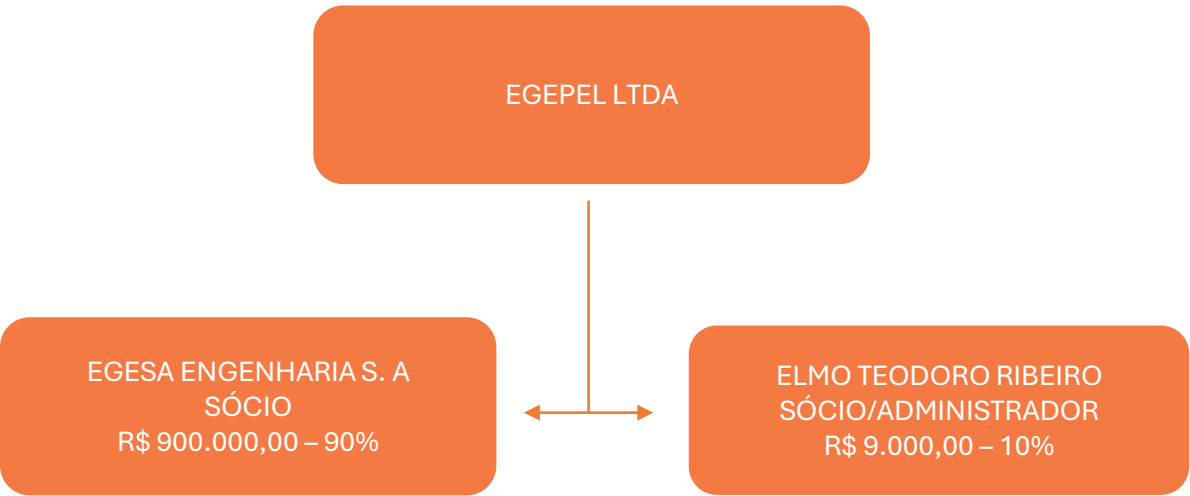 EGEPEL LTDA
EGESA ENGENHARIA S. A
SÓCIO
R$ 900.000,00 – 90%
ELMO TEODORO RIBEIRO
SÓCIO/ADMINISTRADOR
R$ 9.000,00 – 10%